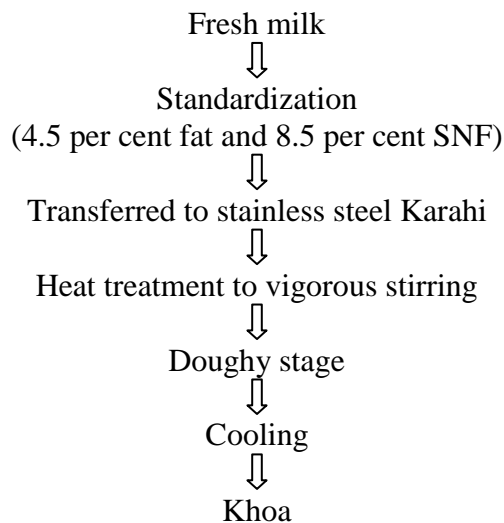 Fresh milk
Standardization
(4.5 per cent fat and 8.5 per cent SNF)
Transferred to stainless steel Karahi
Heat treatment to vigorous stirring
Doughy stage
Cooling
Khoa